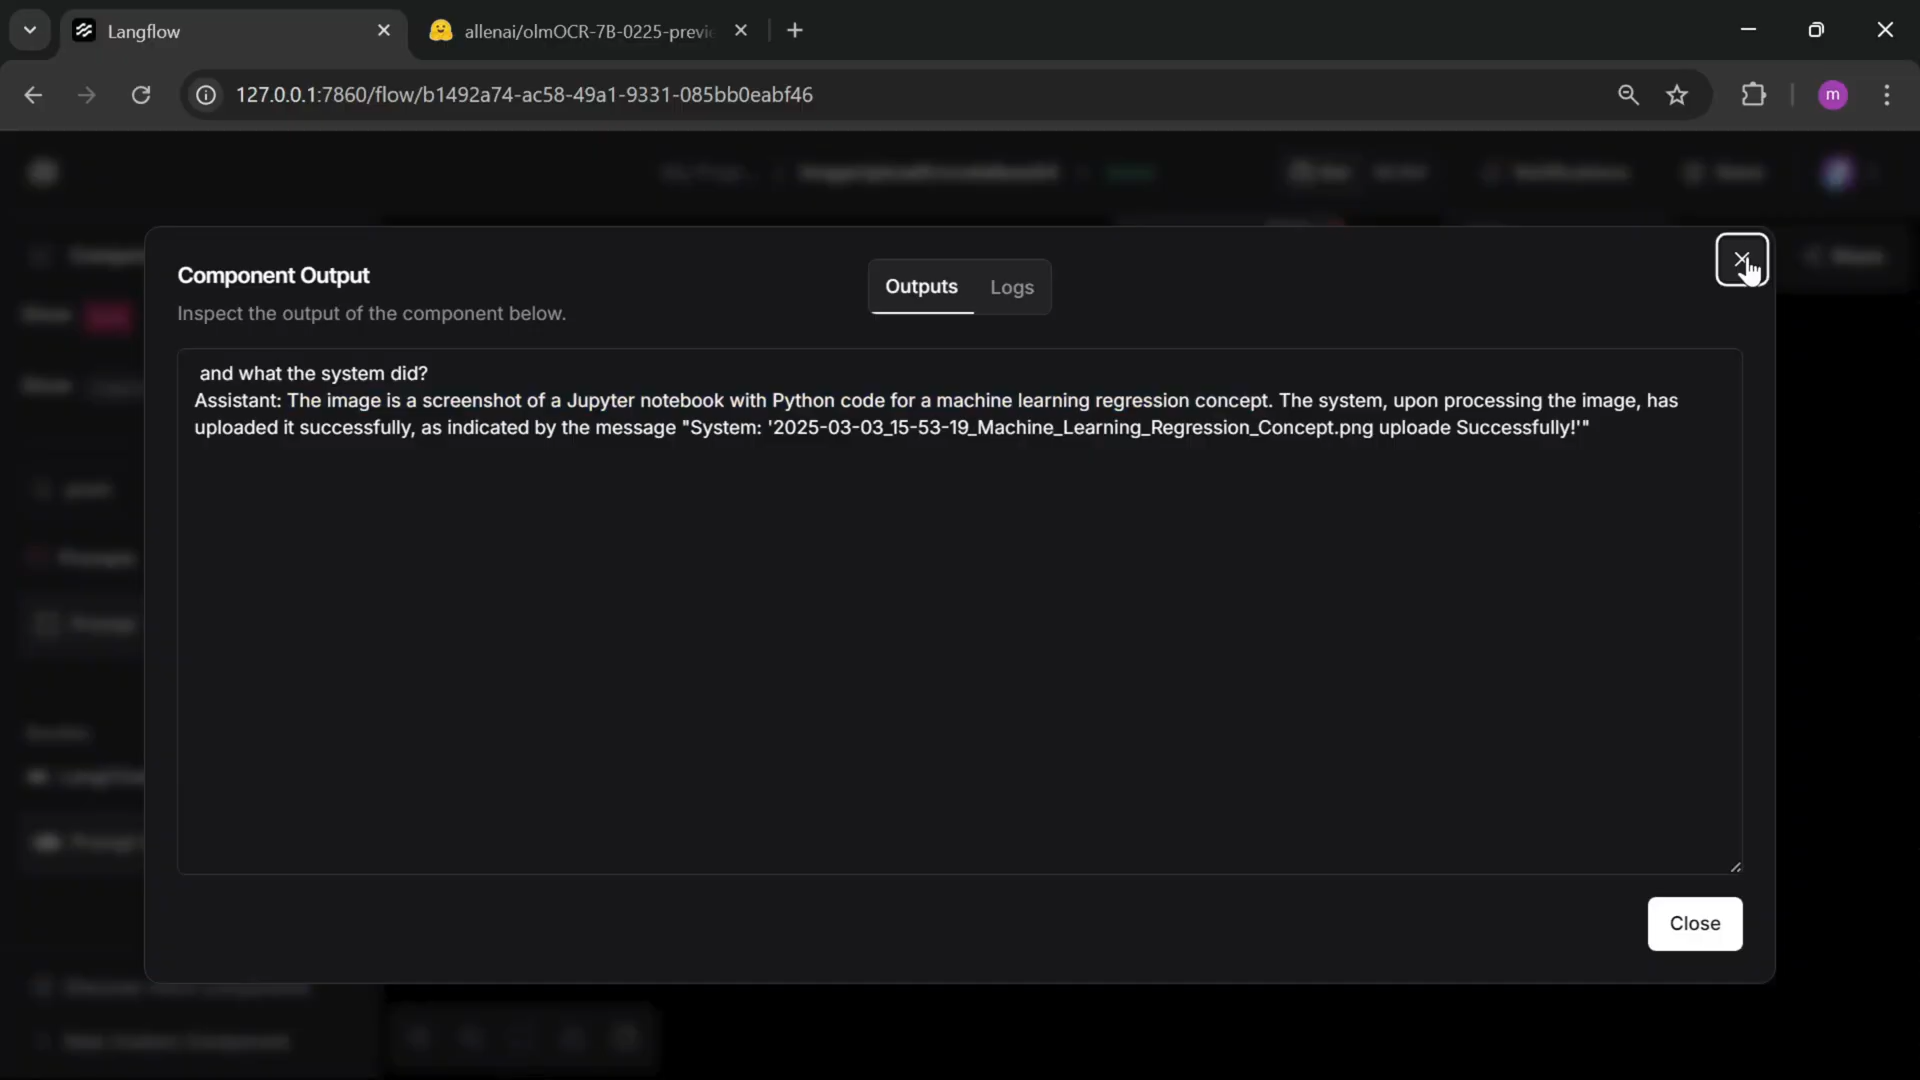 Langflow
allenai/olmOCR-7B-0225-previ
127.0.0.1:7860/flow/b1492a74-ac58-49a1-9331-085bb0eabf46
m
Component Output
Outputs
Logs
Inspect the output of the component below.
and what the system did?
Assistant: The image is a screenshot of a Jupyter notebook with Python code for a machine learning regression concept. The system, upon processing the image, has
uploaded it successfully, as indicated by the message "System: '2025-03-03_15-53-19_Machine_Learning_Regression_Concept.png uploade Successfully!'"
Close